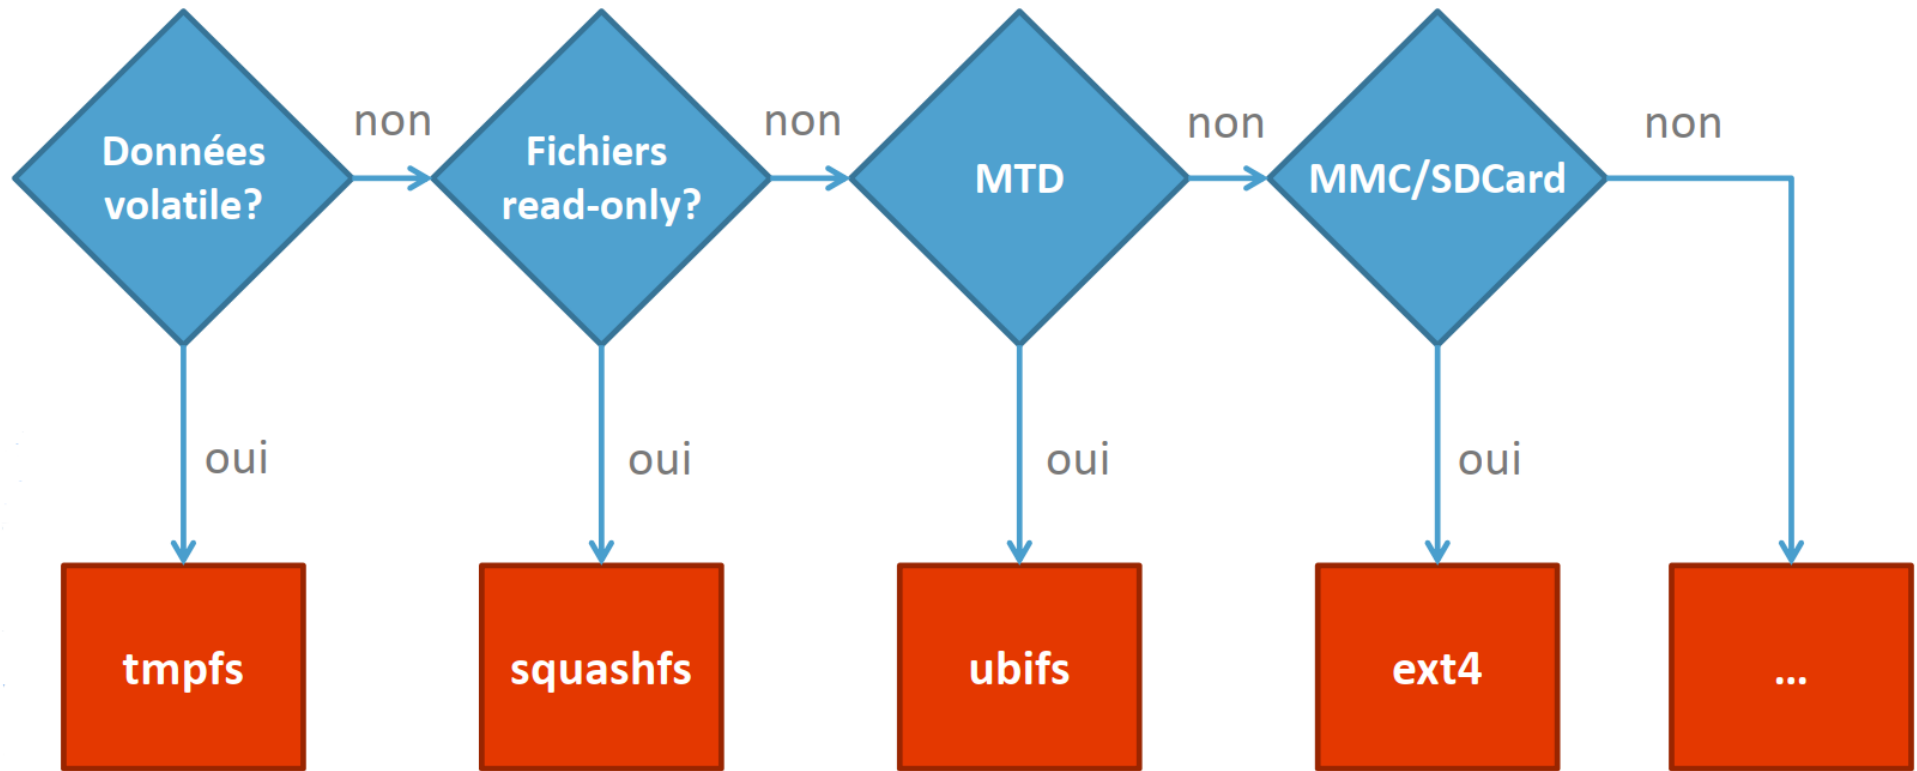 Données
volatile?
non
Fichiers
read-only?
non
MTD
non
MMC/SDCard
non
oui
oui
oui
oui
tmpfs
squashfs
ubifs
ext4
...